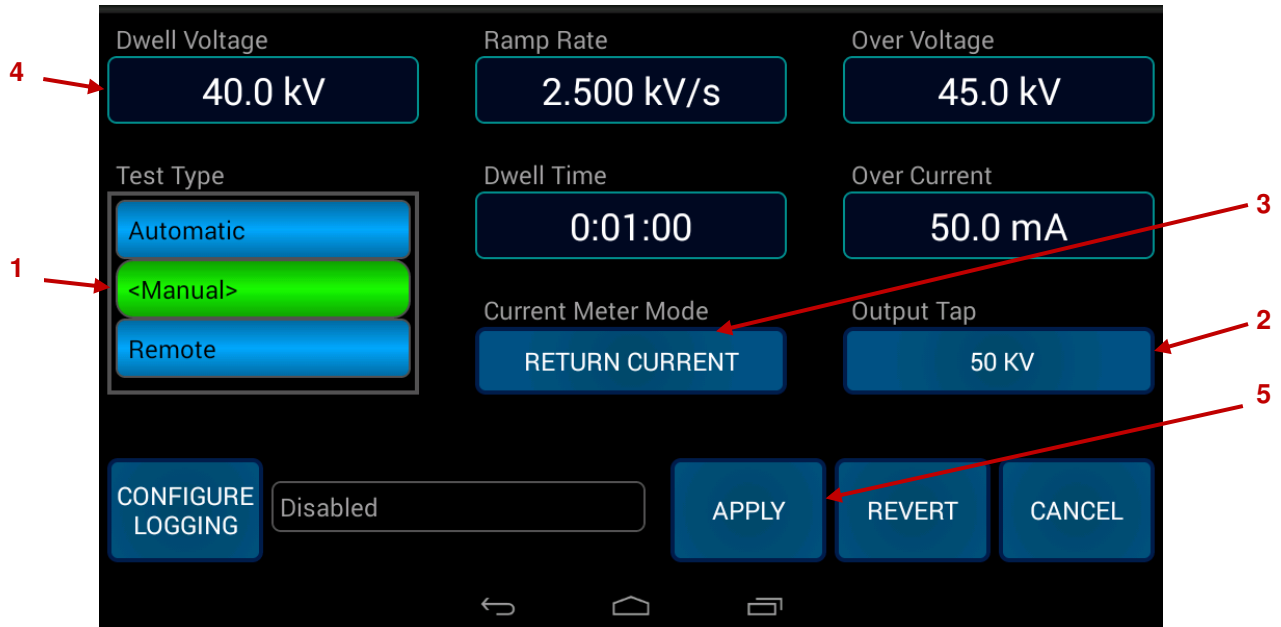 Dwell Voltage
Ramp Rate
Over Voltage
4
40.0 kV
2.500 kV/s
45.0 kV
Test Type
Dwell Time
Over Current
Automatic
0:01:00
50.0 mA
3
1
<Manual>
Current Meter Mode
Output Tap
2
Remote
RETURN CURRENT
50 KV
5
CONFIGURE
LOGGING
Disabled
APPLY
REVERT
CANCEL